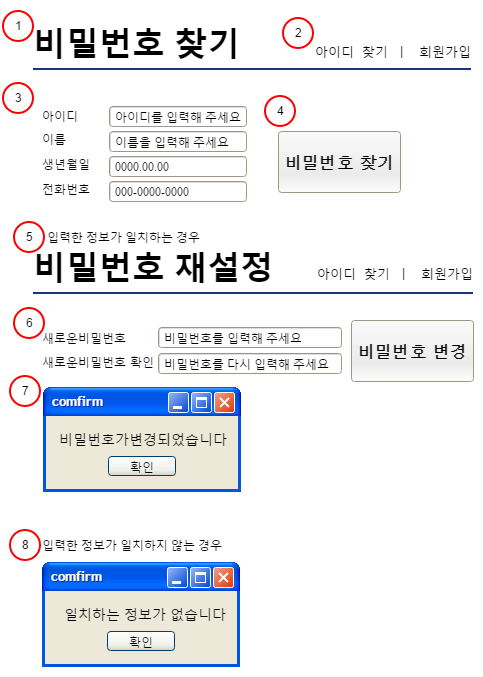 1
비밀번호 찾기
2
아이디 찾기 | 회원가입
3
아이디 아이디를 입력해 주세요
이름 이름을 입력해 주세요
생년월일 0000.00.00
전화번호 000-0000-0000
4
비밀번호 찾기
5 입력한 정보가 일치하는 경우
비밀번호 재설정
아이디 찾기 | 회원가입
6
새로운비밀번호 비밀번호를 입력해 주세요
새로운비밀번호 확인 비밀번호를 다시 입력해 주세요
비밀번호 변경
7
comfirm
비밀번호가변경되었습니다
확인
8 입력한 정보가 일치하지 않는 경우
comfirm
일치하는 정보가 없습니다
확인